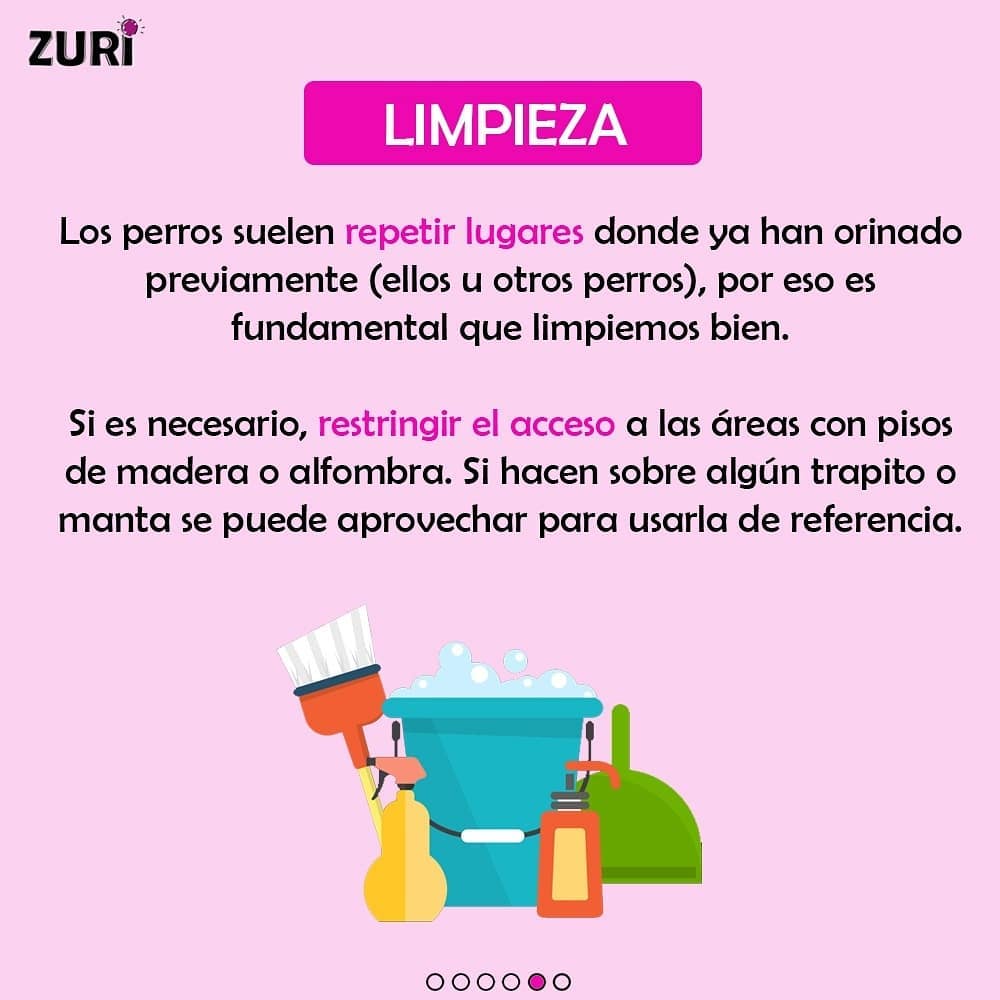 ZURI
LIMPIEZA
Los perros suelen repetir lugares donde ya han orinado
previamente (ellos u otros perros), por eso es
fundamental que limpiemos bien.
Si es necesario, restringir el acceso a las áreas con pisos
de madera o alfombra. Si hacen sobre algún trapito o
manta se puede aprovechar para usarla de referencia.